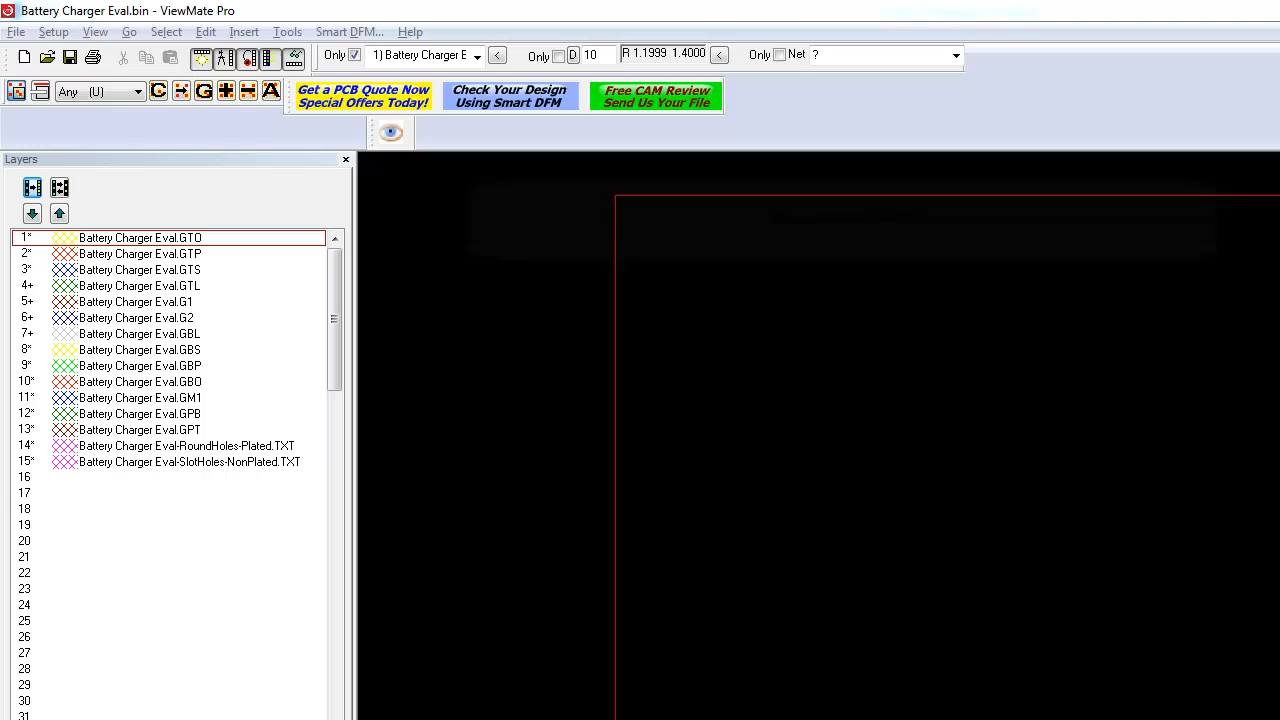 Battery Charger Eval.bin - ViewMate Pro
File Setup View Go Select Edit Insert Tools Smart DFM... Help
Only 1) Battery Charger E < Only D 10 R 1.1999 1.4000 < Only Net ?
Any (U) C G A
Get a PCB Quote Now
Special Offers Today!
Check Your Design
Using Smart DFM
Free CAM Review
Send Us Your File
Layers
1* Battery Charger Eval.GTO
2* Battery Charger Eval.GTP
3* Battery Charger Eval.GTS
4+ Battery Charger Eval.GTL
5+ Battery Charger Eval.G1
6+ Battery Charger Eval.G2
7+ Battery Charger Eval.GBL
8* Battery Charger Eval.GBS
9* Battery Charger Eval.GBP
10* Battery Charger Eval.GBO
11* Battery Charger Eval.GM1
12* Battery Charger Eval.GPB
13* Battery Charger Eval.GPT
14* Battery Charger Eval-RoundHoles-Plated.TXT
15* Battery Charger Eval-SlotHoles-NonPlated.TXT
16
17
18
19
20
21
22
23
24
25
26
27
28
29
30
31